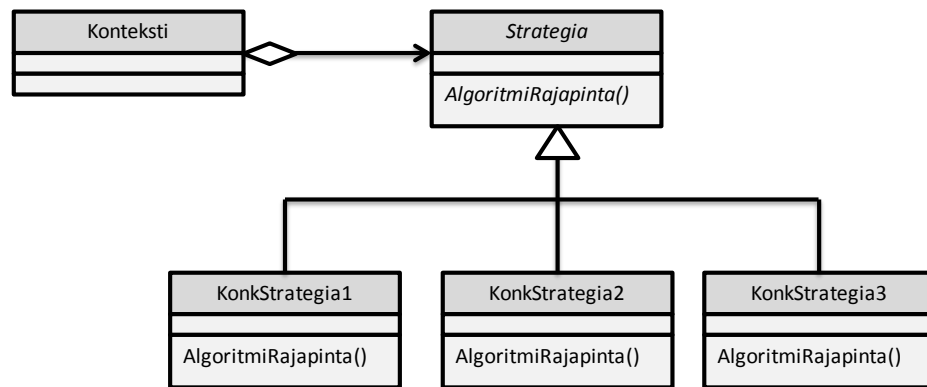 Konteksti
Strategia
AlgoritmiRajapinta()
KonkStrategia1
AlgoritmiRajapinta()
KonkStrategia2
AlgoritmiRajapinta()
KonkStrategia3
AlgoritmiRajapinta()